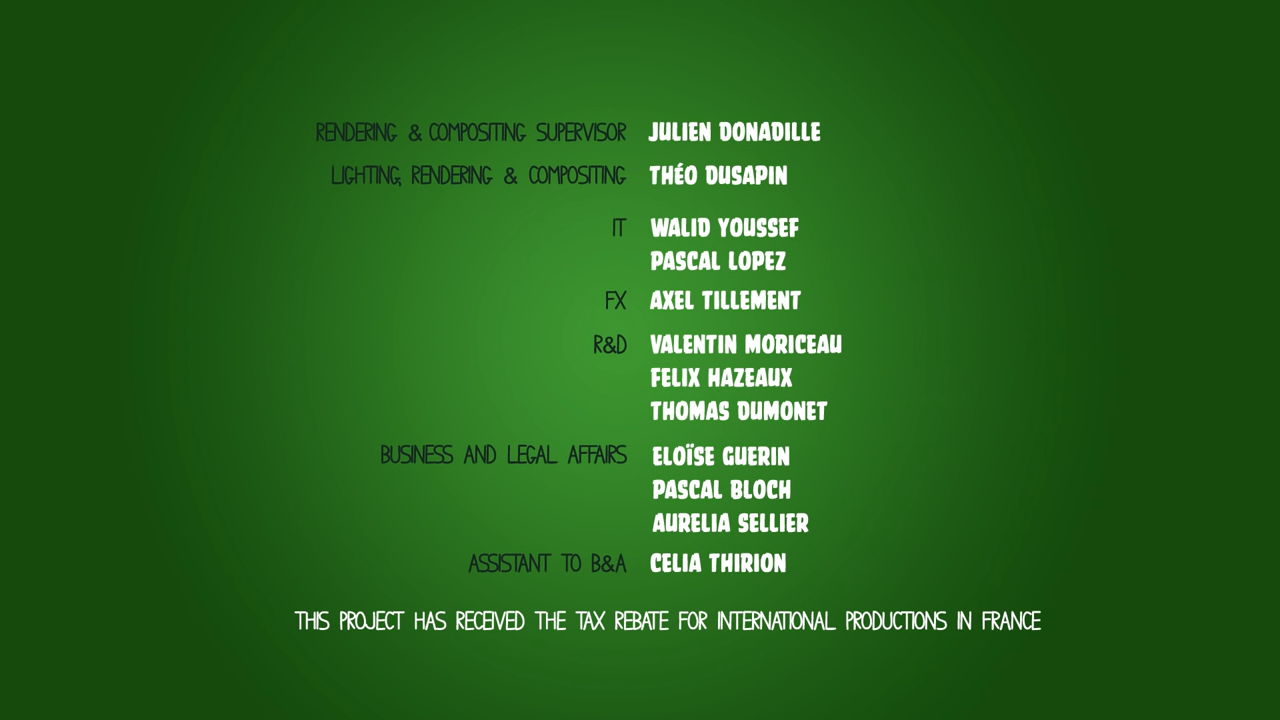 RENDERING & COMPOSITING SUPERVISOR JULIEN DONADILLE
LIGHTING, RENDERING & COMPOSITING THÉO DUSAPIN
IT WALID YOUSSEF
PASCAL LOPEZ
FX AXEL TILLEMENT
R&D VALENTIN MORICEAU
FELIX HAZEAUX
THOMAS DUMONET
BUSINESS AND LEGAL AFFAIRS ELOÏSE GUERIN
PASCAL BLOCH
AURELIA SELLIER
ASSISTANT TO B&A CELIA THIRION
THIS PROJECT HAS RECEIVED THE TAX REBATE FOR INTERNATIONAL PRODUCTIONS IN FRANCE